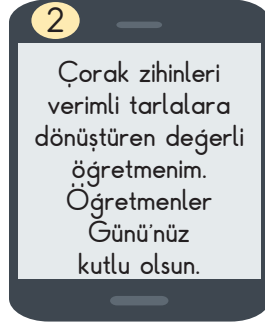 2
Çorak zihinleri
verimli tarlalara
dönüştüren değerli
öğretmenim.
Öğretmenler
Günü'nüz
kutlu olsun.